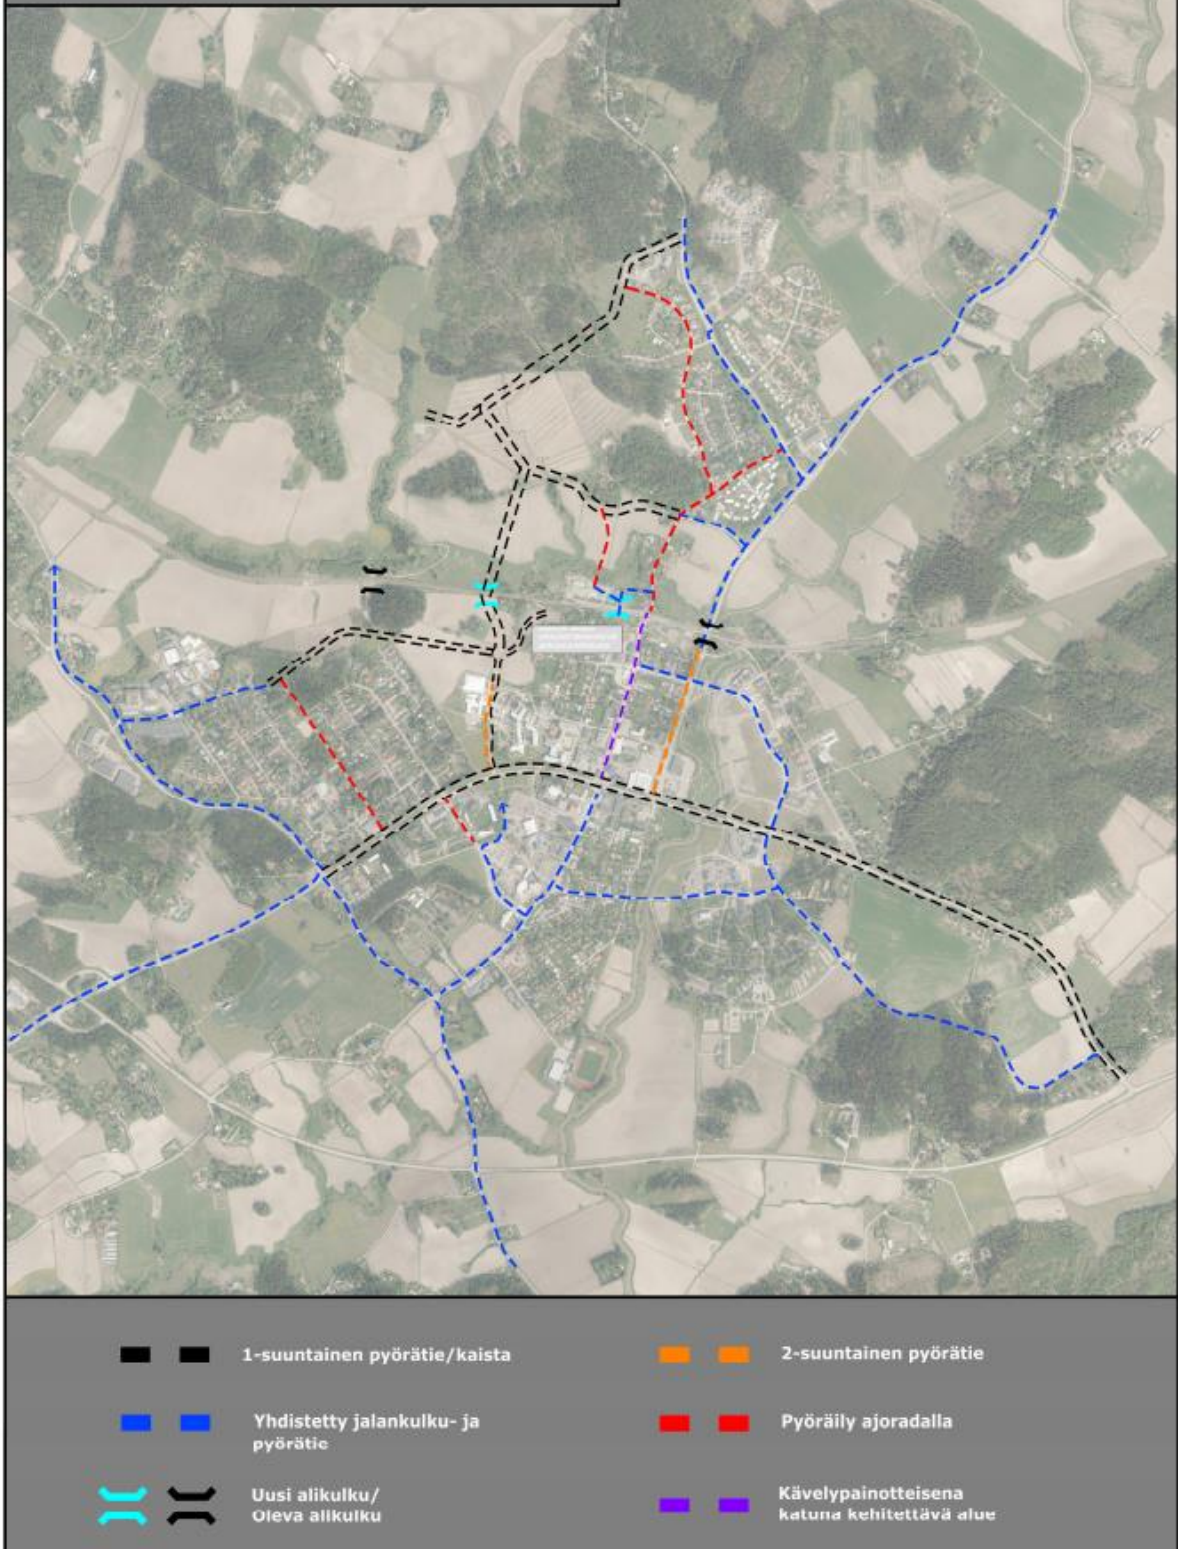 1-suuntainen pyörätie/kaista
2-suuntainen pyörätie
Yhdistetty jalankulku- ja
pyörätie
Pyöräily ajoradalla
Uusi alikulku/
Oleva alikulku
Kävelypainotteisena
katuna kehitettävä alue